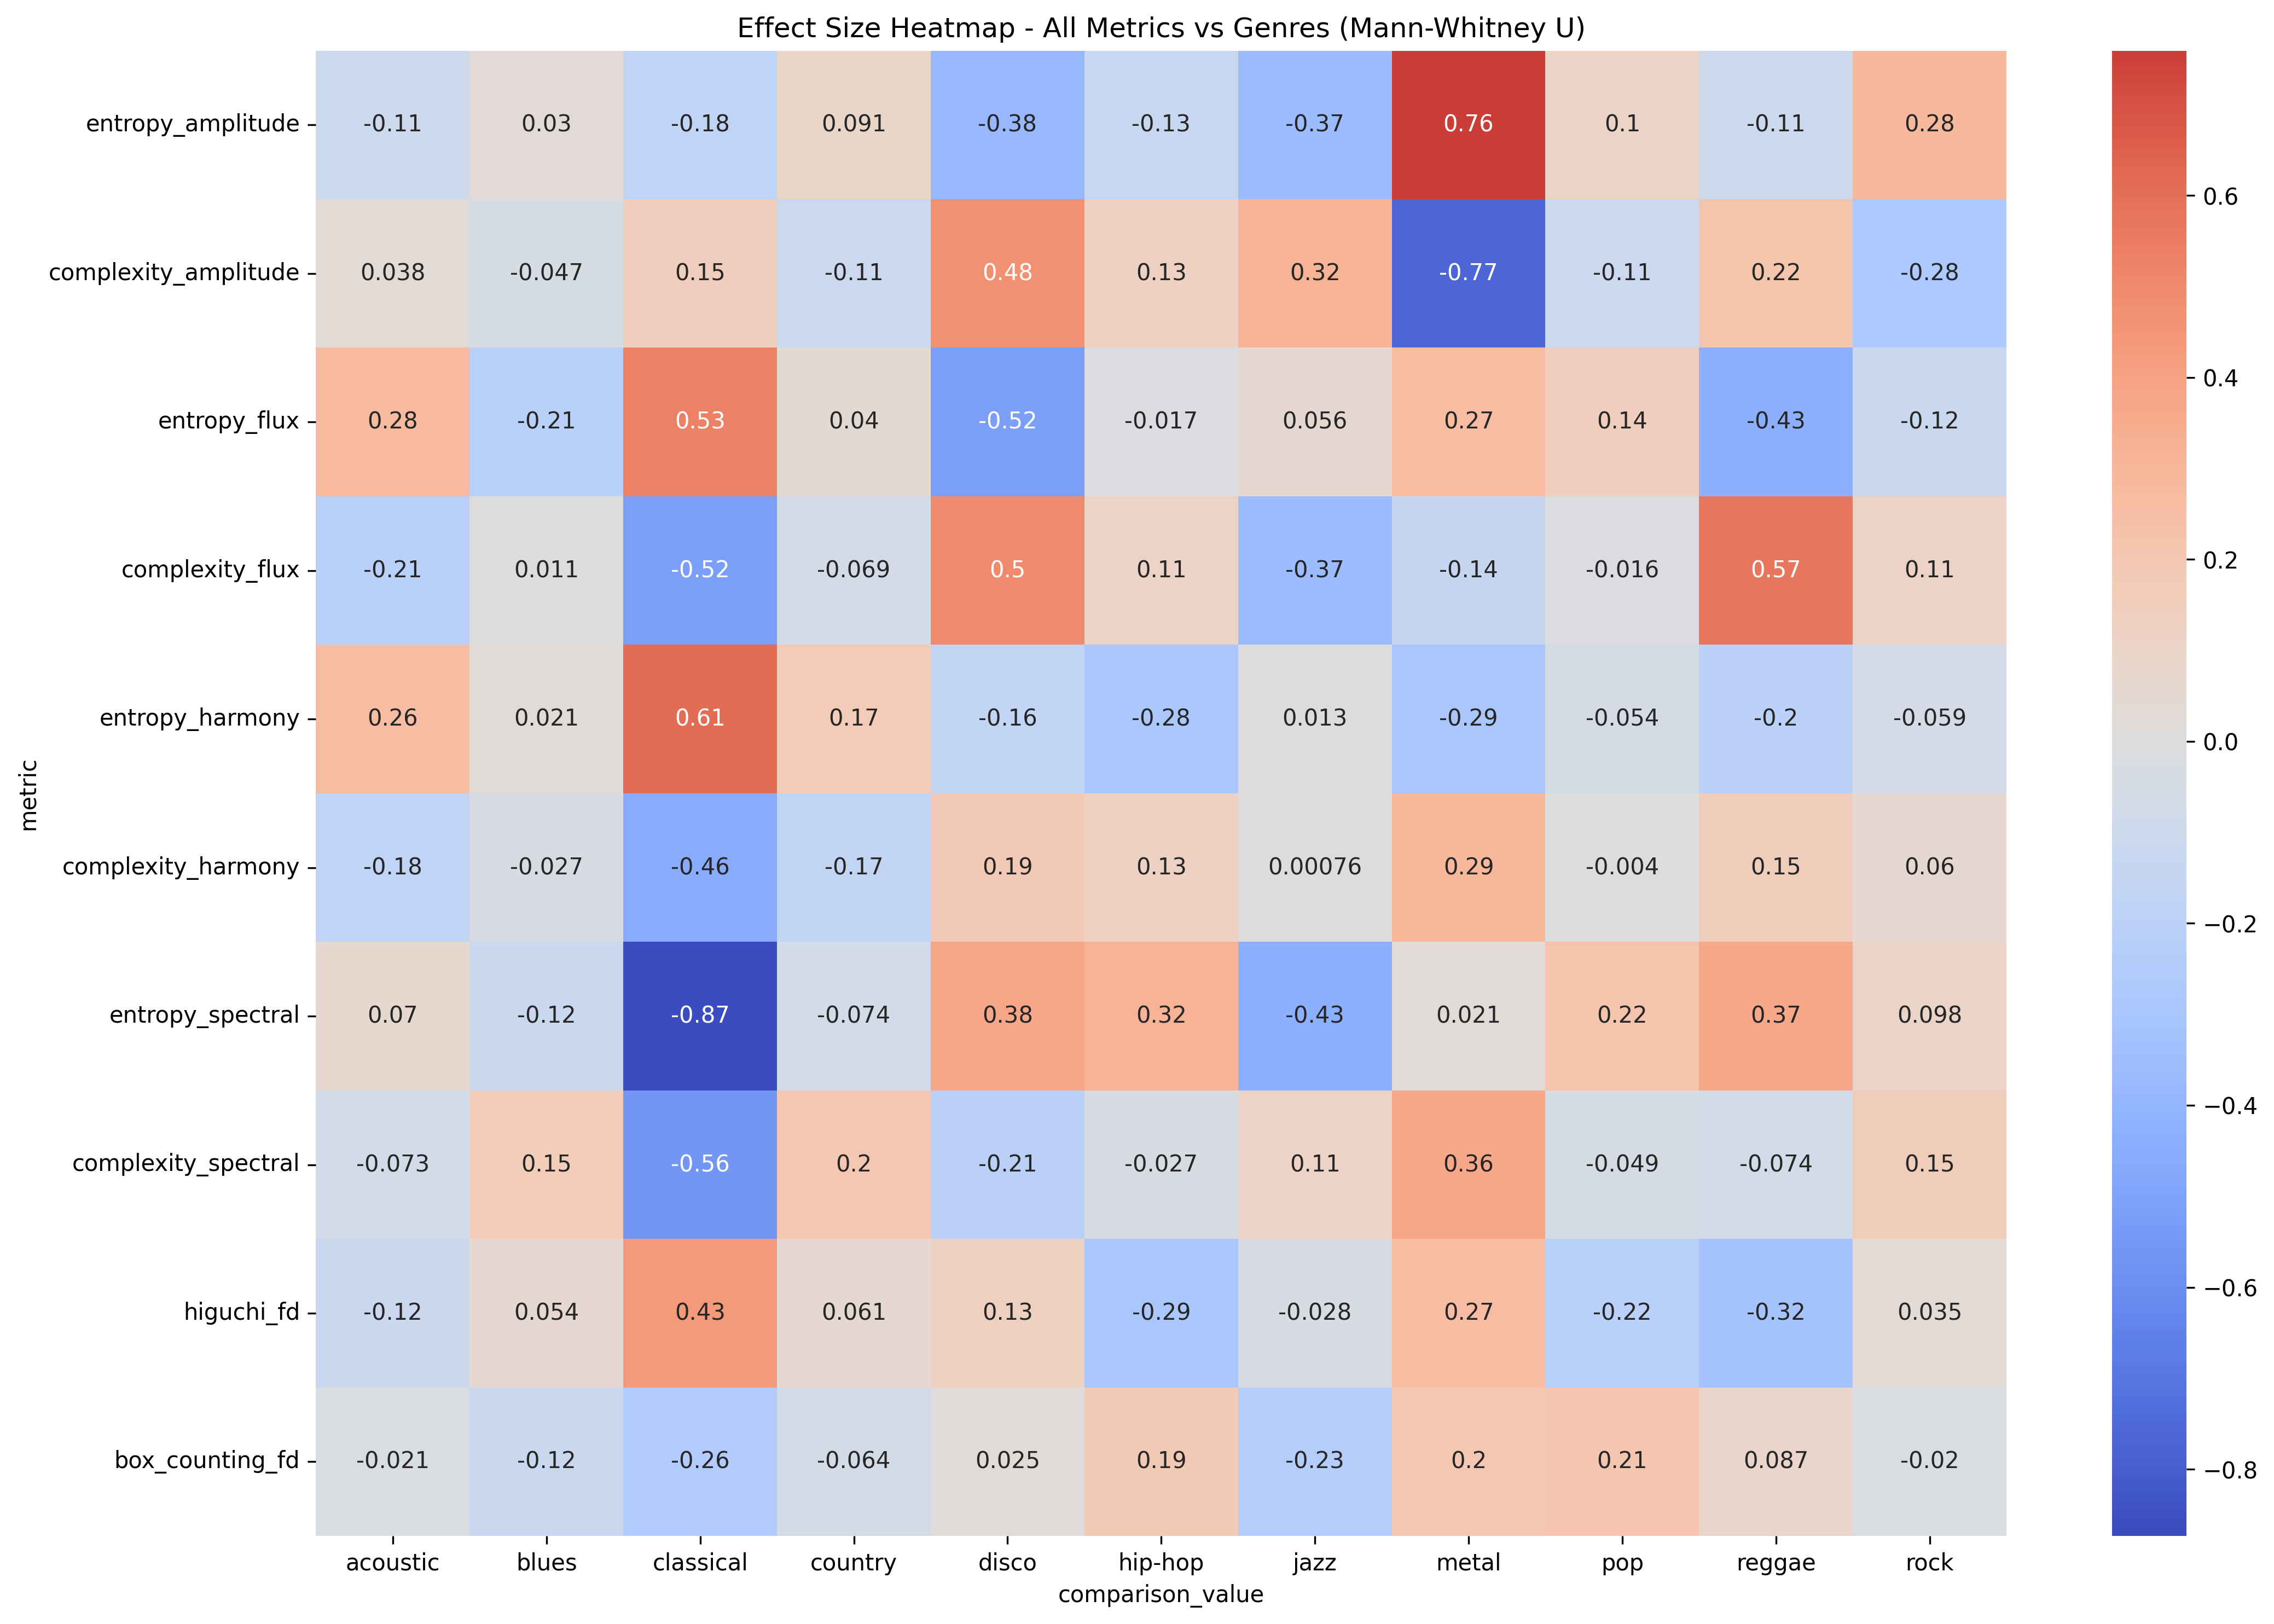 Effect Size Heatmap - All Metrics vs Genres (Mann-Whitney U)
entropy_amplitude -0.11 0.03 -0.18 0.091 -0.38 -0.13 -0.37 0.76 0.1 -0.11 0.28
complexity_amplitude 0.038 -0.047 0.15 -0.11 0.48 0.13 0.32 -0.77 -0.11 0.22 -0.28
entropy_flux 0.28 -0.21 0.53 0.04 -0.52 -0.017 0.056 0.27 0.14 -0.43 -0.12
complexity_flux -0.21 0.011 -0.52 -0.069 0.5 0.11 -0.37 -0.14 -0.016 0.57 0.11
entropy_harmony 0.26 0.021 0.61 0.17 -0.16 -0.28 0.013 -0.29 -0.054 -0.2 -0.059
complexity_harmony -0.18 -0.027 -0.46 -0.17 0.19 0.13 0.00076 0.29 -0.004 0.15 0.06
entropy_spectral 0.07 -0.12 -0.87 -0.074 0.38 0.32 -0.43 0.021 0.22 0.37 0.098
complexity_spectral -0.073 0.15 -0.56 0.2 -0.21 -0.027 0.11 0.36 -0.049 -0.074 0.15
higuchi_fd -0.12 0.054 0.43 0.061 0.13 -0.29 -0.028 0.27 -0.22 -0.32 0.035
box_counting_fd -0.021 -0.12 -0.26 -0.064 0.025 0.19 -0.23 0.2 0.21 0.087 -0.02
acoustic blues classical country disco hip-hop jazz metal pop reggae rock
comparison_value
metric
0.6
0.4
0.2
0.0
−0.2
−0.4
−0.6
−0.8